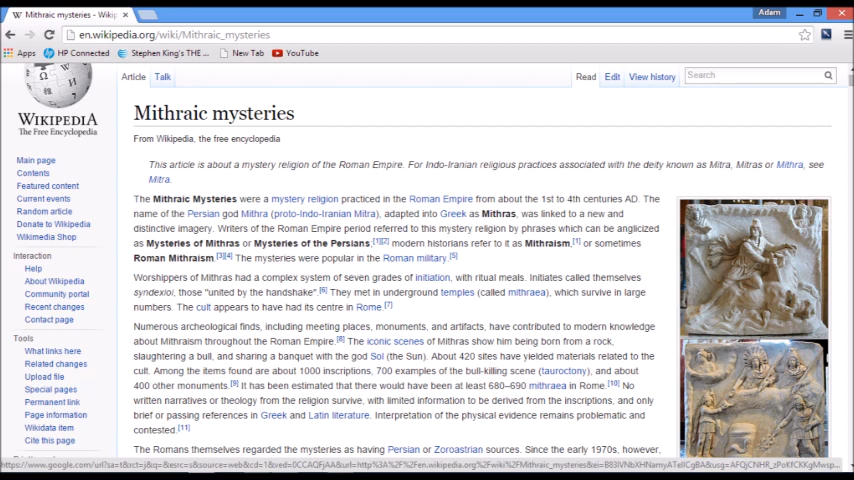 Mithraic mysteries - Wikip
Adam
en.wikipedia.org/wiki/Mithraic_mysteries
Apps HP Connected Stephen King's THE ... New Tab YouTube
Article Talk Read Edit View history Search
WIKIPEDIA
The Free Encyclopedia
Main page
Contents
Featured content
Current events
Random article
Donate to Wikipedia
Wikimedia Shop
Interaction
Help
About Wikipedia
Community portal
Recent changes
Contact page
Tools
What links here
Related changes
Upload file
Special pages
Permanent link
Page information
Wikidata item
Cite this page
Mithraic mysteries
From Wikipedia, the free encyclopedia
This article is about a mystery religion of the Roman Empire. For Indo-Iranian religious practices associated with the deity known as Mitra, Mitras or Mithra, see
Mitra.
The Mithraic Mysteries were a mystery religion practiced in the Roman Empire from about the 1st to 4th centuries AD. The
name of the Persian god Mithra (proto-Indo-Iranian Mitra), adapted into Greek as Mithras, was linked to a new and
distinctive imagery. Writers of the Roman Empire period referred to this mystery religion by phrases which can be anglicized
as Mysteries of Mithras or Mysteries of the Persians;[1][2] modern historians refer to it as Mithraism,[1] or sometimes
Roman Mithraism.[3][4] The mysteries were popular in the Roman military.[5]
Worshipers of Mithras had a complex system of seven grades of initiation, with ritual meals. Initiates called themselves
syndexioi, those "united by the handshake".[6] They met in underground temples (called mithraea), which survive in large
numbers. The cult appears to have had its centre in Rome.[7]
Numerous archeological finds, including meeting places, monuments, and artifacts, have contributed to modern knowledge
about Mithraism throughout the Roman Empire.[8] The iconic scenes of Mithras show him being born from a rock,
slaughtering a bull, and sharing a banquet with the god Sol (the Sun). About 420 sites have yielded materials related to the
cult. Among the items found are about 1000 inscriptions, 700 examples of the bull-killing scene (tauroctony), and about
400 other monuments.[9] It has been estimated that there would have been at least 680–690 mithraea in Rome.[10] No
written narratives or theology from the religion survive, with limited information to be derived from the inscriptions, and only
brief or passing references in Greek and Latin literature. Interpretation of the physical evidence remains problematic and
contested.[11]
The Romans themselves regarded the mysteries as having Persian or Zoroastrian sources. Since the early 1970s, however,